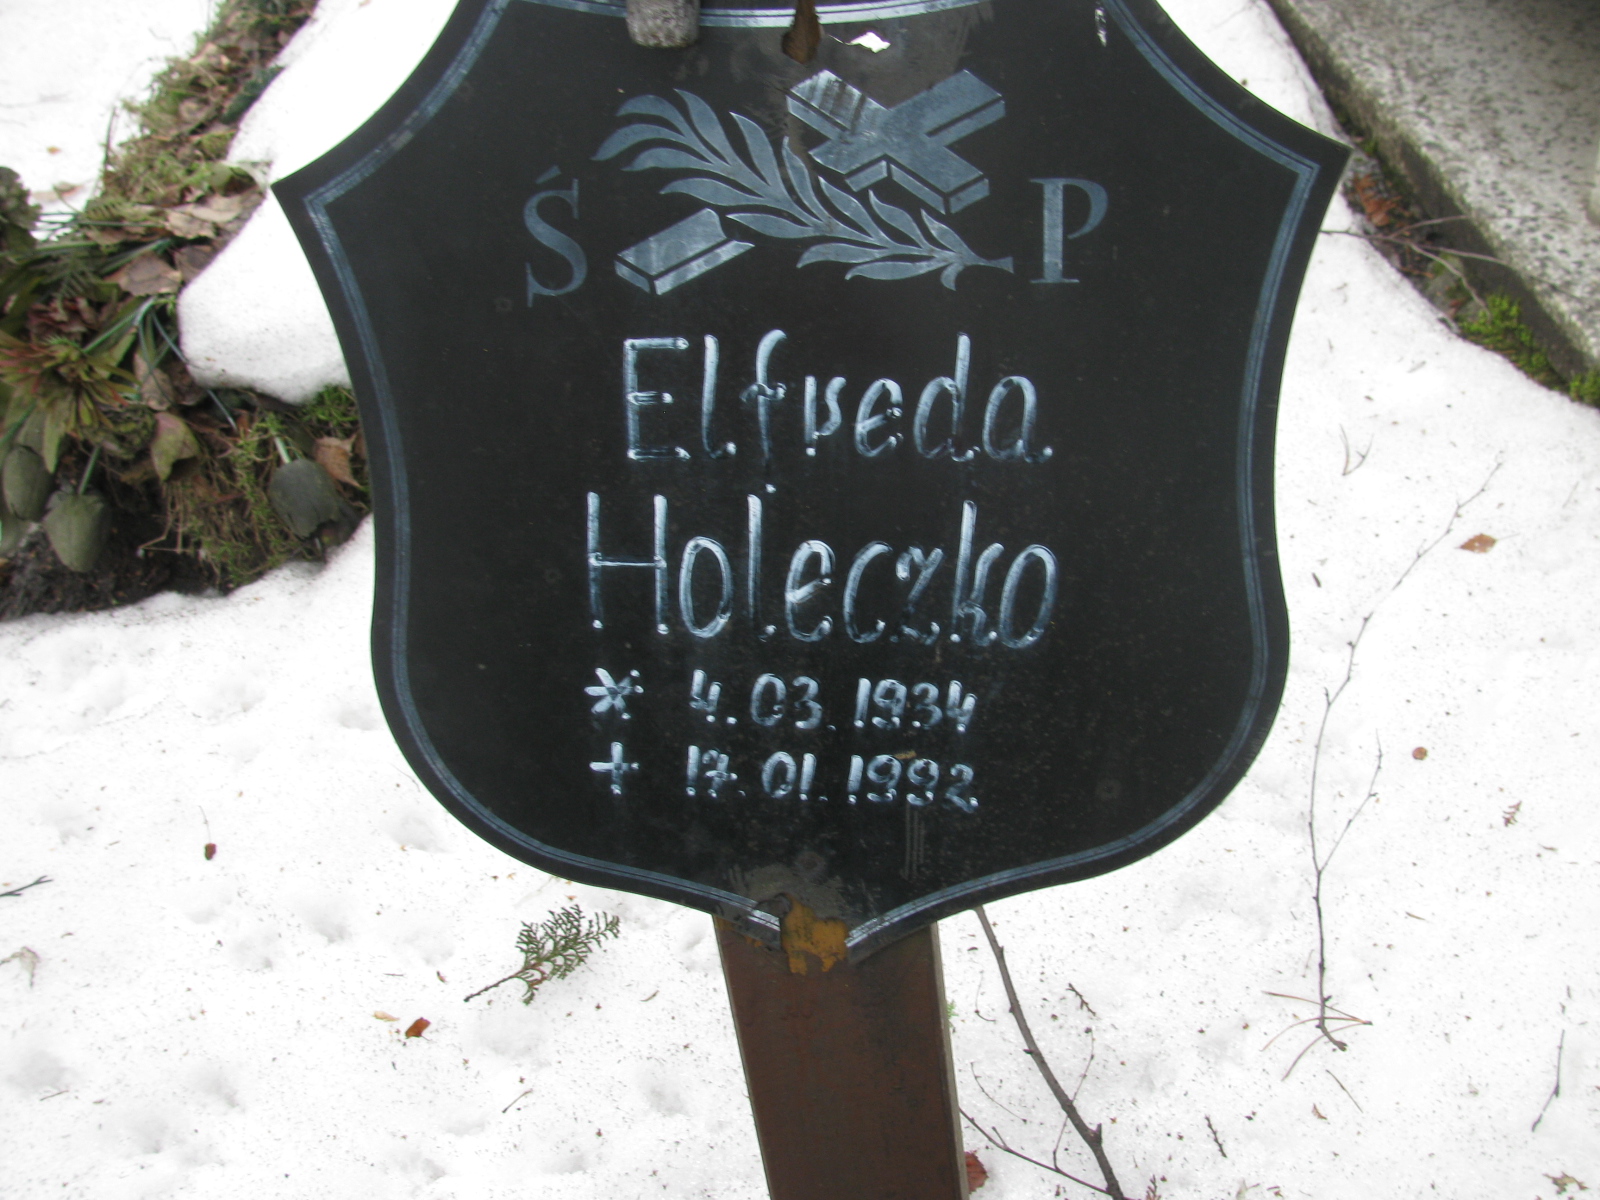 Ś P
Elfreda
Holeczko
* 4.03.1934
+ 17.01.1992